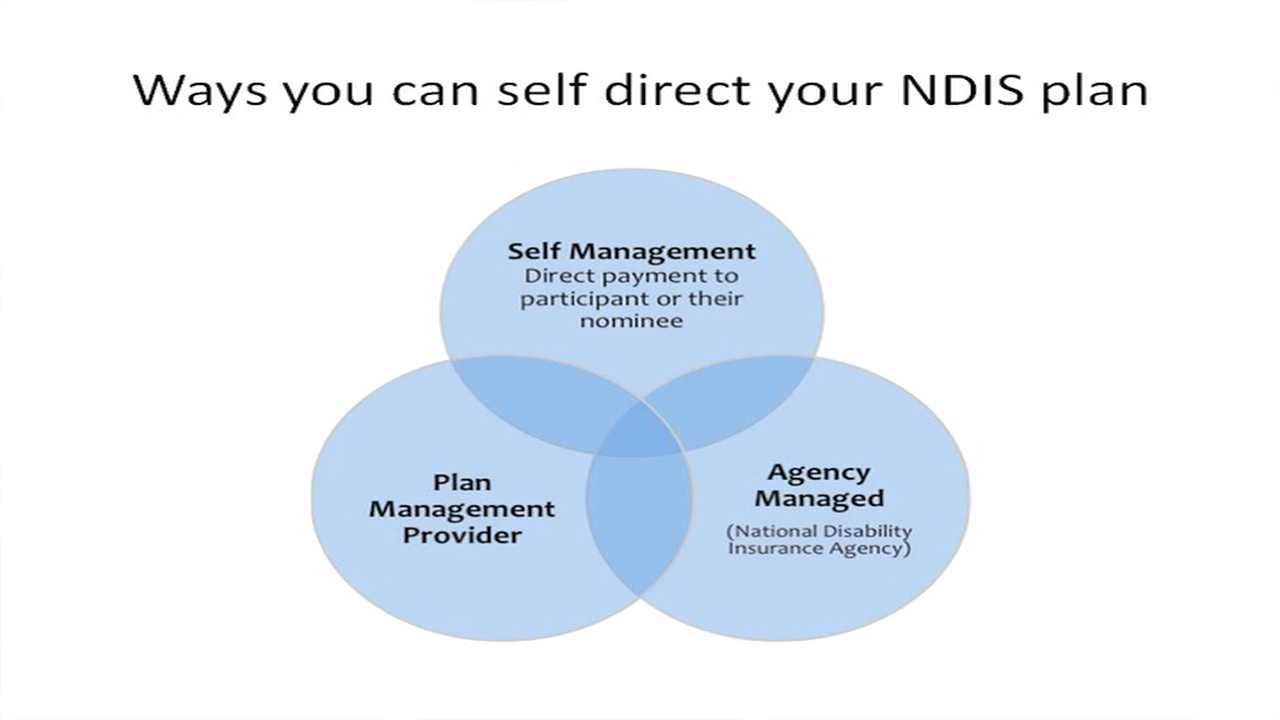 Ways you can self direct your NDIS plan
Self Management
Direct payment to
participant or their
nominee
Plan
Management
Provider
Agency
Managed
(National Disability
Insurance Agency)